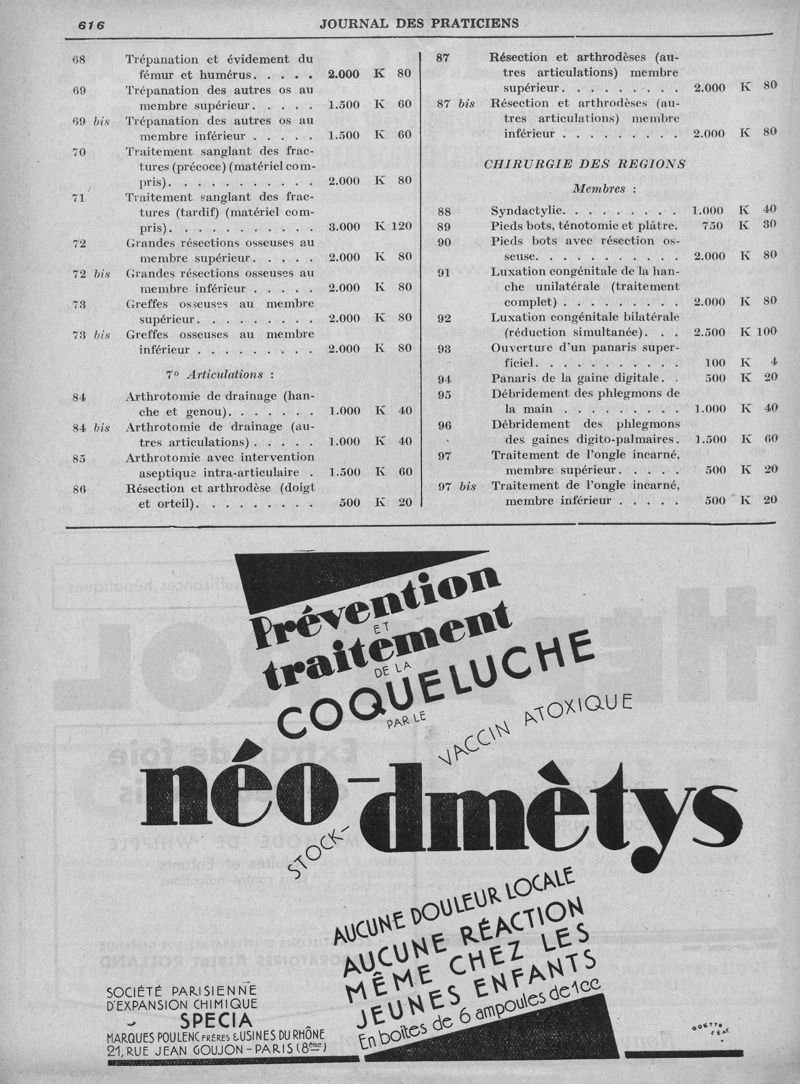 616
JOURNAL DES PRATICIENS
68 Trépanation et évidement du
fémur et humérus. . . . . 2.000 K 80
69 Trépanation des autres os au
membre supérieur. . . . . 1.500 K 60
69 bis Trépanation des autres os au
membre inférieur . . . . . 1.500 K 60
70 Traitement sanglant des frac-
tures (précoce) (matériel com-
pris). . . . . . . . . . . 2.000 K 80
71 Traitement sanglant des frac-
tures (tardif) (matériel com-
pris). . . . . . . . . . . 3.000 K 120
72 Grandes résections osseuses au
membre supérieur. . . . . 2.000 K 80
72 bis Grandes résections osseuses au
membre inférieur . . . . . 2.000 K 80
73 Greffes osseuses au membre
supérieur. . . . . . . . . 2.000 K 80
73 bis Greffes osseuses au membre
inférieur . . . . . . . . . 2.000 K 80
7º Articulations :
84 Arthrotomie de drainage (han-
che et genou). . . . . . . 1.000 K 40
84 bis Arthrotomie de drainage (au-
tres articulations) . . . . . 1.000 K 40
85 Arthrotomie avec intervention
aseptique intra-articulaire . 1.500 K 60
86 Résection et arthrodèse (doigt
et orteil). . . . . . . . . 500 K 20
87 Résection et arthrodèses (au-
tres articulations) membre
supérieur. . . . . . . . . 2.000 K 80
87 bis Résection et arthrodèses (au-
tres articulations) membre
inférieur . . . . . . . . . 2.000 K 80
CHIRURGIE DES REGIONS
Membres :
88 Syndactylie. . . . . . . . . 1.000 K 40
89 Pieds bots, ténotomie et plâtre. 750 K 30
90 Pieds bots avec résection os-
seuse. . . . . . . . . . . 2.000 K 80
91 Luxation congénitale de la han-
che unilatérale (traitement
complet) . . . . . . . . . 2.000 K 80
92 Luxation congénitale bilatérale
(réduction simultanée). . . 2.500 K 100
93 Ouverture d'un panaris super-
ficiel. . . . . . . . . . . 100 K 4
94 Panaris de la gaine digitale. . 500 K 20
95 Débridement des phlegmons de
la main . . . . . . . . . 1.000 K 40
96 Débridement des phlegmons
des gaines digito-palmaires. 1.500 K 60
97 Traitement de l'ongle incarné,
membre supérieur. . . . . 500 K 20
97 bis Traitement de l'ongle incarné,
membre inférieur . . . . . 500 K 20
Prévention
ET
traitement
DE LA
COQUELUCHE
PAR LE
VACCIN ATOXIQUE
néo-dmètys
STOCK-
AUCUNE DOULEUR LOCALE
AUCUNE RÉACTION
MÊME CHEZ LES
JEUNES ENFANTS
En boîtes de 6 ampoules de 1cc
SOCIÉTÉ PARISIENNE
D'EXPANSION CHIMIQUE
SPECIA
MARQUES POULENC FRÈRES & USINES DU RHÔNE
21, RUE JEAN GOUJON - PARIS (8ème)
ODETTE